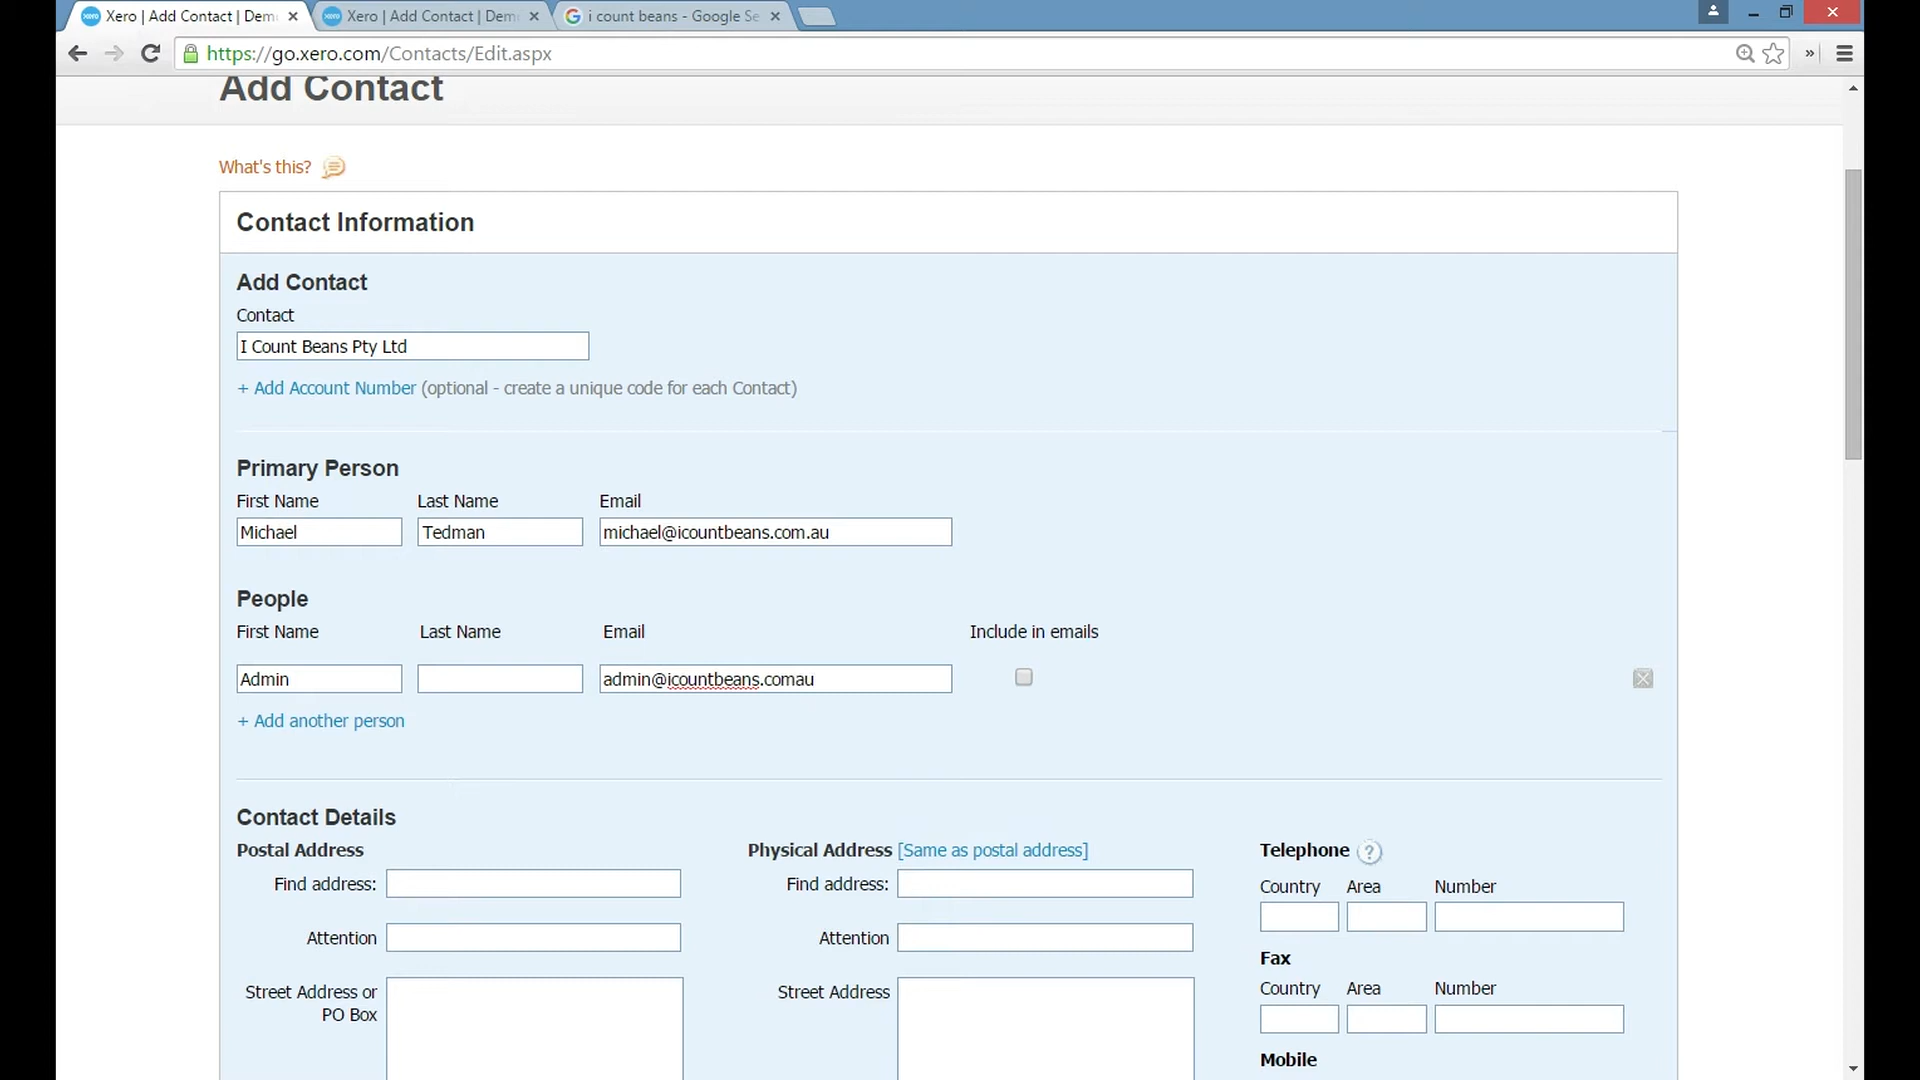 Xero | Add Contact | Dem
Xero | Add Contact | Dem
i count beans - Google Se
https://go.xero.com/Contacts/Edit.aspx
Add Contact
What's this?
Contact Information
Add Contact
Contact
I Count Beans Pty Ltd
+ Add Account Number (optional - create a unique code for each Contact)
Primary Person
First Name Last Name Email
Michael Tedman michael@icountbeans.com.au
People
First Name Last Name Email Include in emails
Admin admin@icountbeans.comau
+ Add another person
Contact Details
Postal Address Physical Address [Same as postal address] Telephone ?
Find address: Find address: Country Area Number
Attention Attention
Fax
Street Address or Street Address Country Area Number
PO Box
Mobile